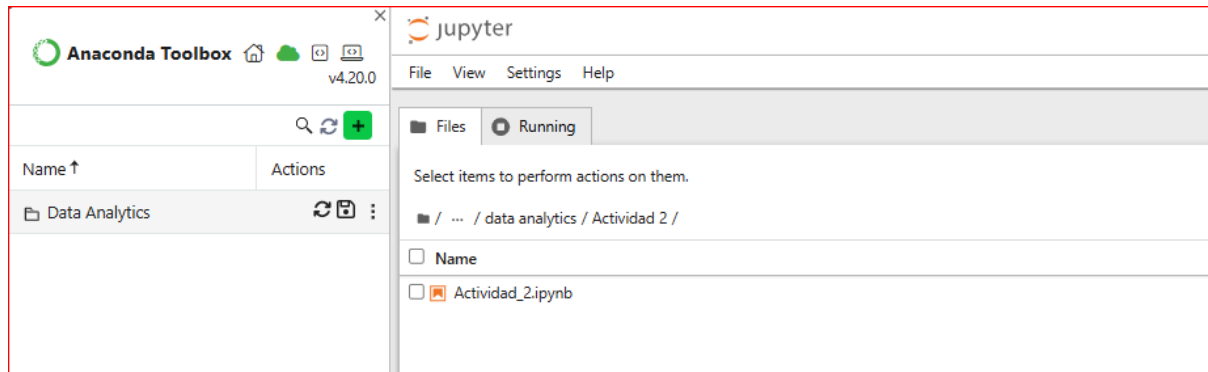 Anaconda Toolbox
v4.20.0
Name
Actions
Data Analytics
jupyter
File View Settings Help
Files Running
Select items to perform actions on them.
/ ... / data analytics / Actividad 2 /
Name
Actividad_2.ipynb